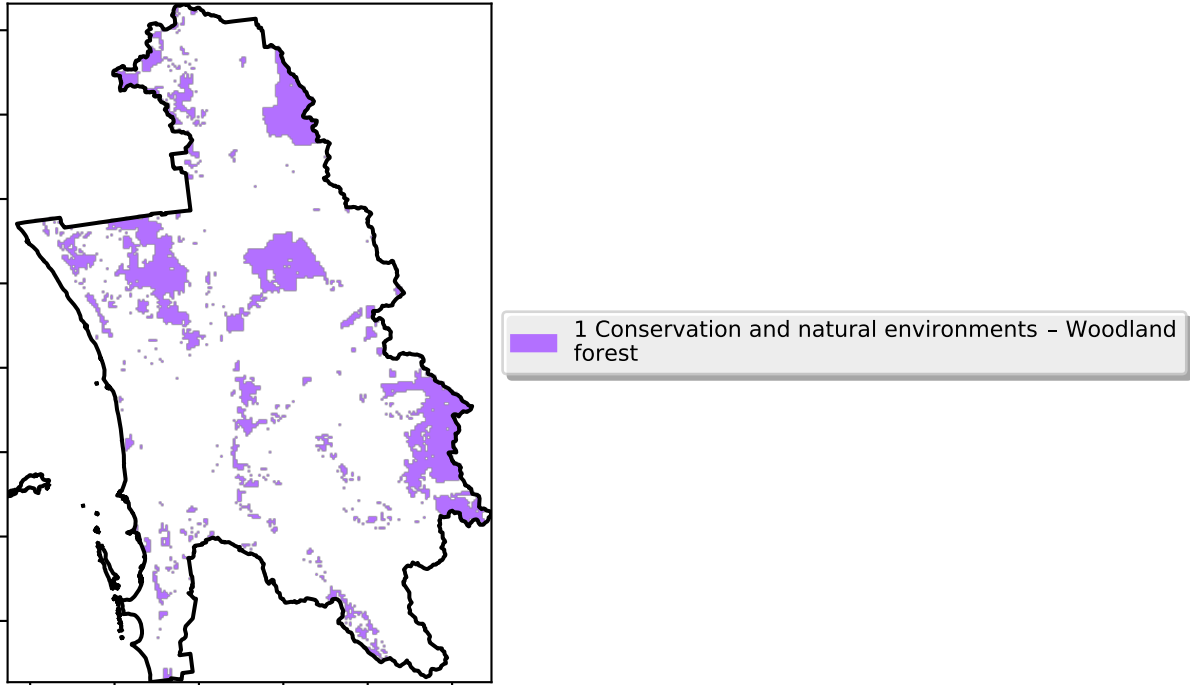 1 Conservation and natural environments – Woodland
forest